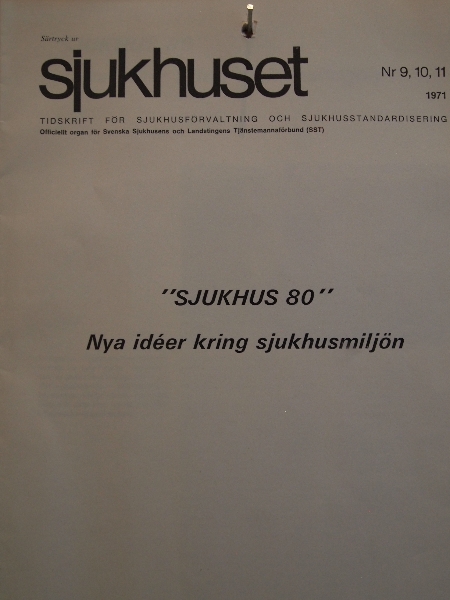 Särtryck ur
sjukhuset
Nr 9, 10, 11
1971
TIDSKRIFT FÖR SJUKHUSFÖRVALTNING OCH SJUKHUSSTANDARDISERING
Officiellt organ för Svenska Sjukhusens och Landstingens Tjänstemannaförbund (SST)
"SJUKHUS 80"
Nya idéer kring sjukhusmiljön